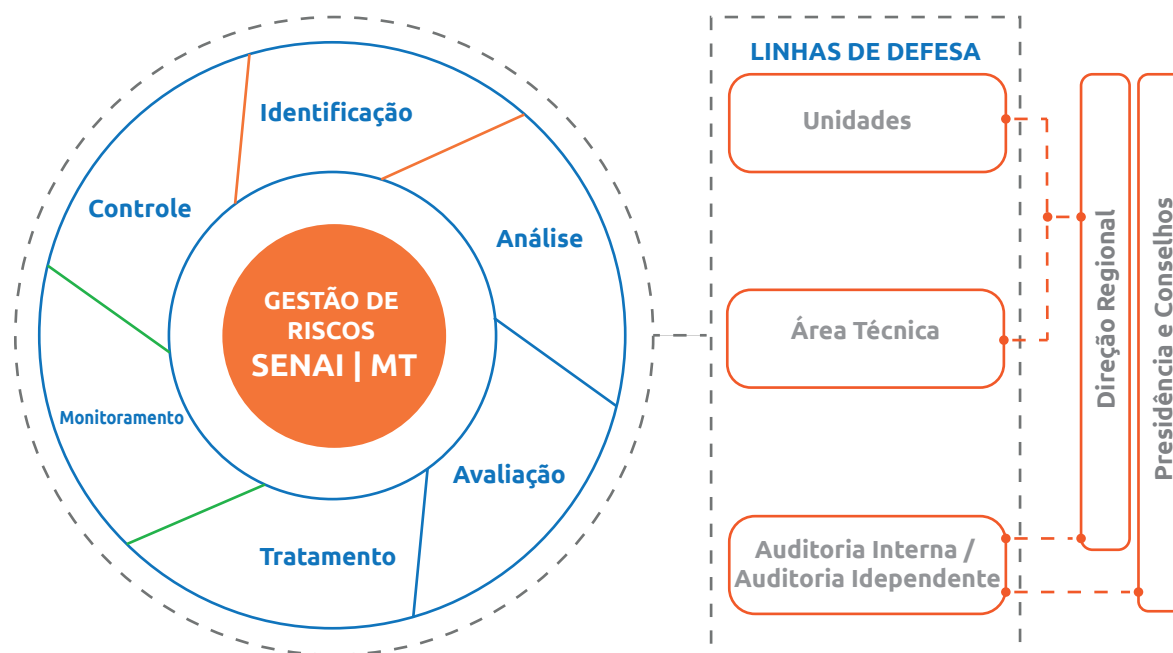 Identificação
Análise
Avaliação
Tratamento
Monitoramento
Controle
GESTÃO DE
RISCOS
SENAI | MT
LINHAS DE DEFESA
Unidades
Área Técnica
Auditoria Interna /
Auditoria Idependente
Direção Regional
Presidência e Conselhos